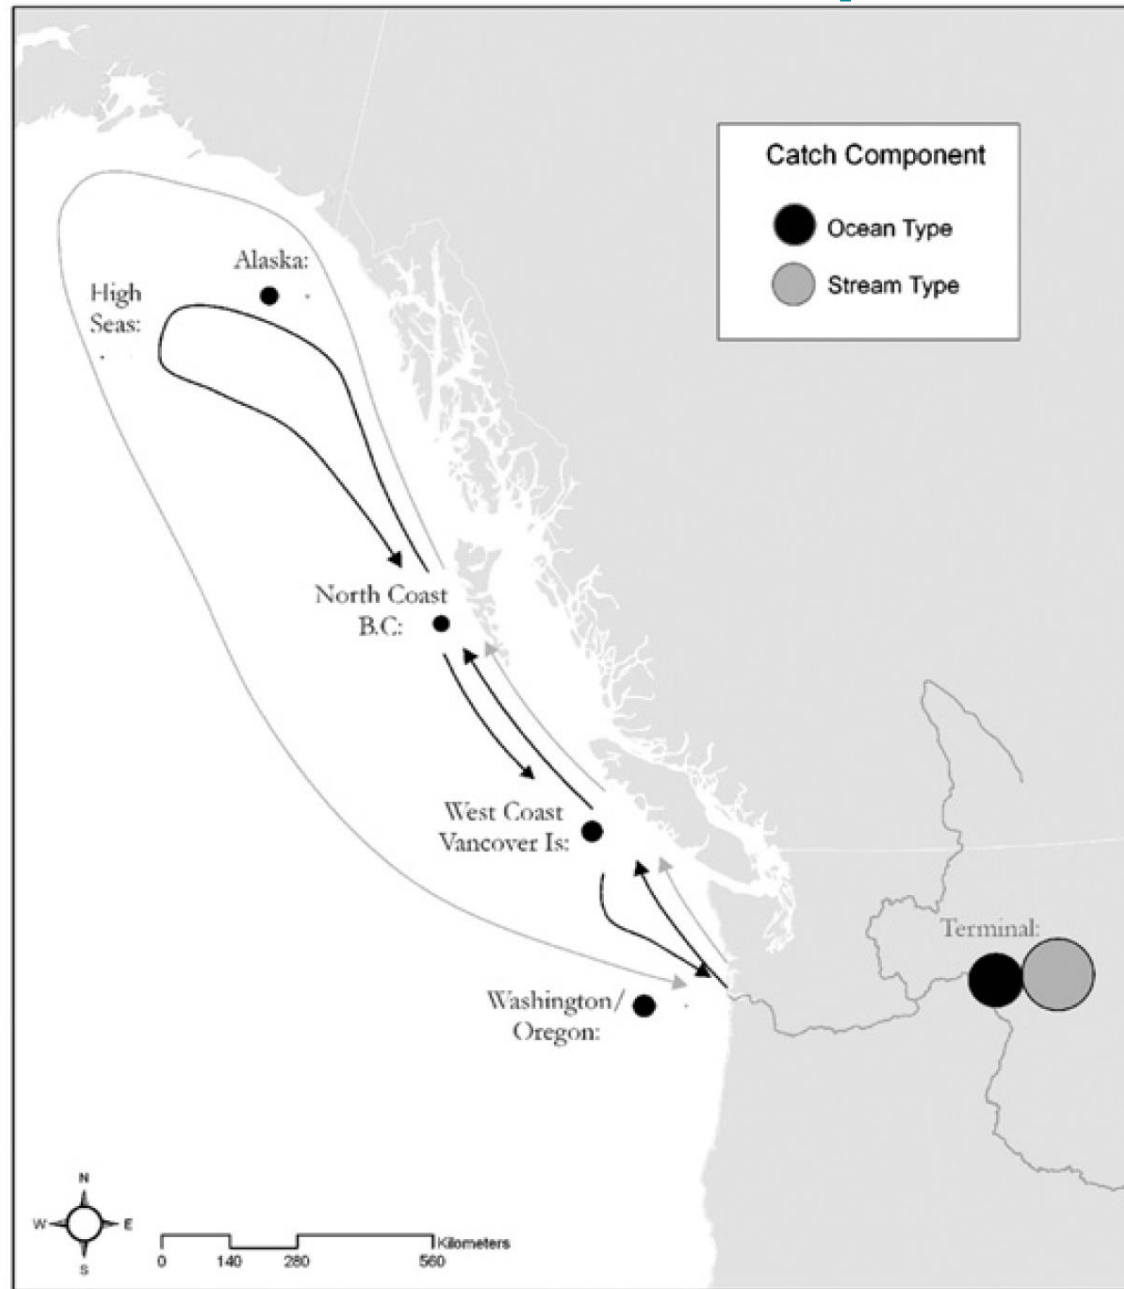 Catch Component
Ocean Type
Stream Type
Alaska:
High
Seas:
North Coast
B.C:
West Coast
Vancover Is:
Terminal:
Washington/
Oregon:
N
W
E
S
Kilometers
0
140
280
560